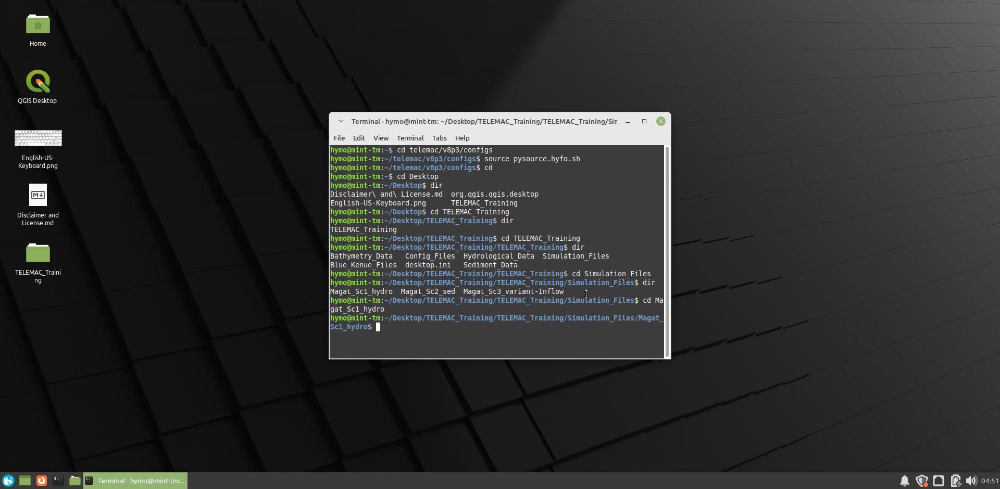 Home
QGIS Desktop
English-US-
Keyboard.png
M
Disclaimer and
License.md
TELEMAC_Traini
ng
Terminal - hymo@mint-tm: ~/Desktop/TELEMAC_Training/TELEMAC_Training/Sin
File Edit View Terminal Tabs Help
hymo@mint-tm:~$ cd telemac/v8p3/configs
hymo@mint-tm:~/telemac/v8p3/configs$ source pysource.hyfo.sh
hymo@mint-tm:~/telemac/v8p3/configs$ cd
hymo@mint-tm:~$ cd Desktop
hymo@mint-tm:~/Desktop$ dir
Disclaimer\ and\ License.md  org.qgis.qgis.desktop
English-US-Keyboard.png      TELEMAC_Training
hymo@mint-tm:~/Desktop$ cd TELEMAC_Training
hymo@mint-tm:~/Desktop/TELEMAC_Training$ dir
TELEMAC_Training
hymo@mint-tm:~/Desktop/TELEMAC_Training$ cd TELEMAC_Training
hymo@mint-tm:~/Desktop/TELEMAC_Training/TELEMAC_Training$ dir
Bathymetry_Data   Config_Files  Hydrological_Data  Simulation_Files
Blue_Kenue_Files  desktop.ini   Sediment_Data
hymo@mint-tm:~/Desktop/TELEMAC_Training/TELEMAC_Training$ cd Simulation_Files
hymo@mint-tm:~/Desktop/TELEMAC_Training/TELEMAC_Training/Simulation_Files$ dir
Magat_Sc1_hydro  Magat_Sc2_sed  Magat_Sc3_variant-Inflow
hymo@mint-tm:~/Desktop/TELEMAC_Training/TELEMAC_Training/Simulation_Files$ cd Ma
gat_Sc1_hydro
hymo@mint-tm:~/Desktop/TELEMAC_Training/TELEMAC_Training/Simulation_Files/Magat_
Sc1_hydro$
Terminal - hymo@mint-tm:...
04:51